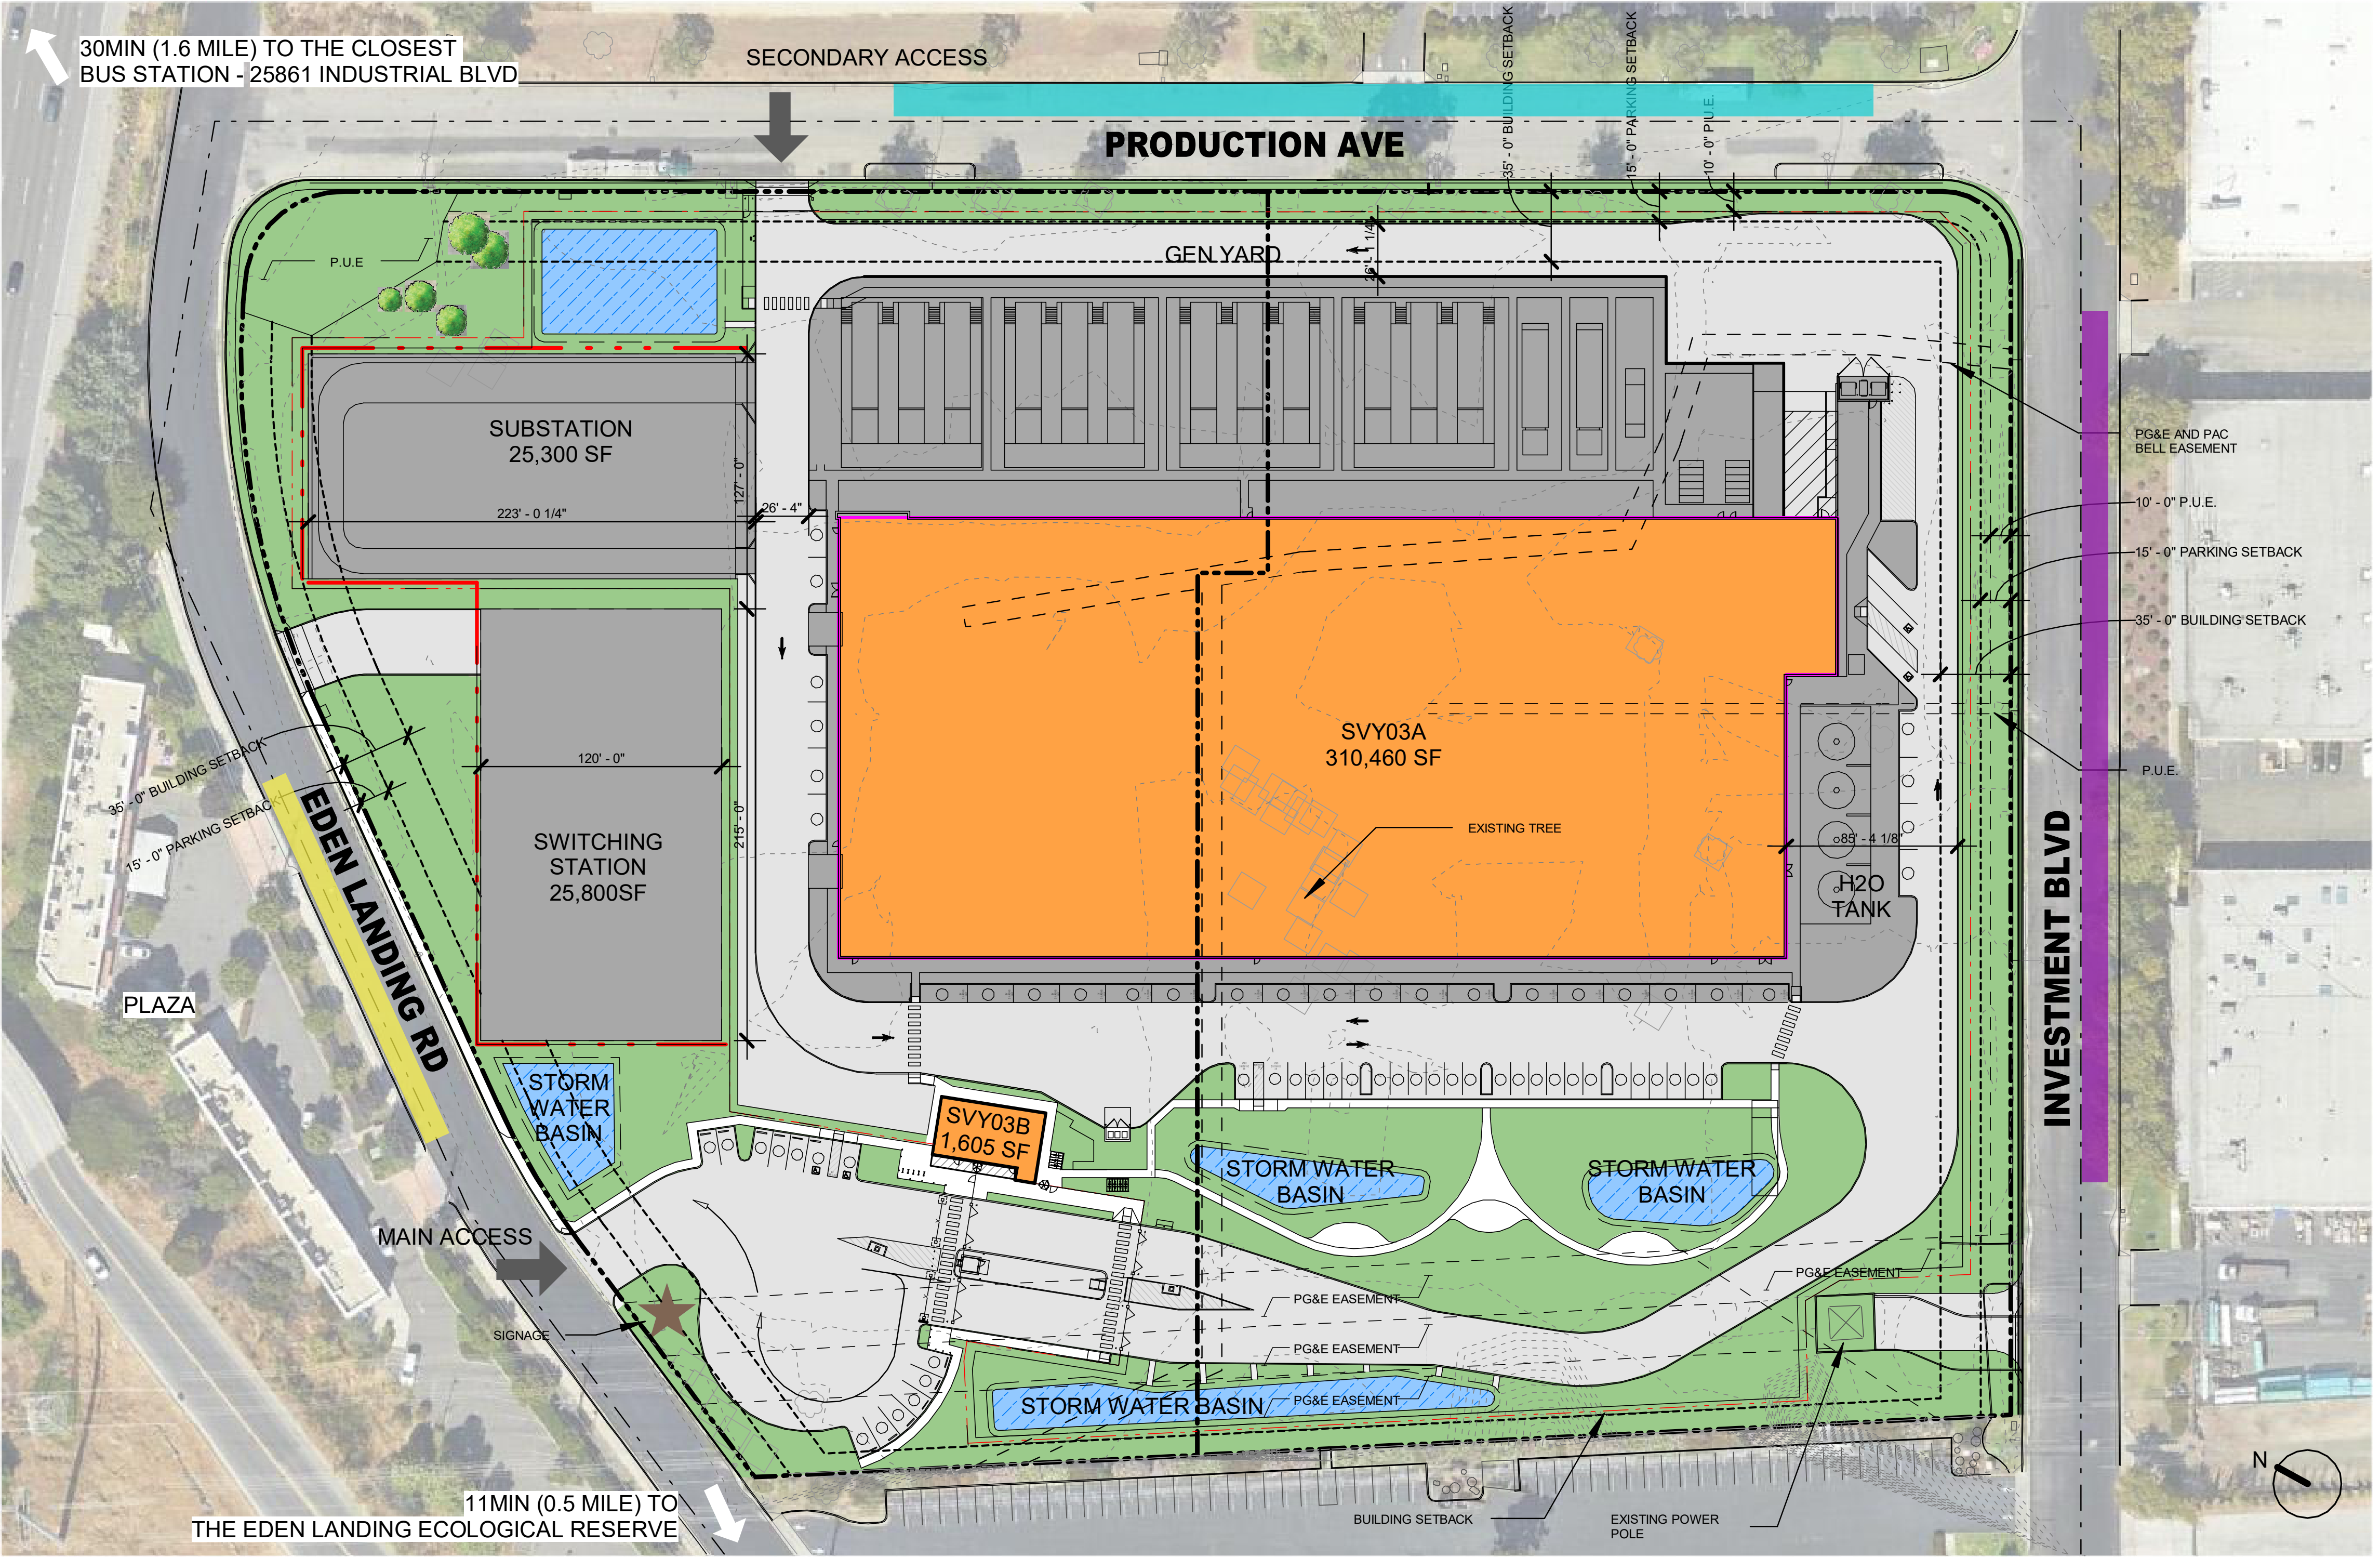 30MIN (1.6 MILE) TO THE CLOSEST
BUS STATION - 25861 INDUSTRIAL BLVD
SECONDARY ACCESS
35' - 0" BUILDING SETBACK
15' - 0" PARKING SETBACK
10' - 0" P.U.E.
PRODUCTION AVE
P.U.E
GEN YARD
26' - 1 1/4"
SUBSTATION
25,300 SF
127' - 0"
223' - 0 1/4"
26' - 4"
PG&E AND PAC
BELL EASEMENT
10' - 0" P.U.E.
15' - 0" PARKING SETBACK
35' - 0" BUILDING SETBACK
SVY03A
310,460 SF
35' - 0" BUILDING SETBACK
15' - 0" PARKING SETBACK
120' - 0"
P.U.E.
EDEN LANDING RD
SWITCHING
STATION
25,800SF
215' - 0"
EXISTING TREE
85' - 4 1/8"
H2O
TANK
INVESTMENT BLVD
PLAZA
STORM
WATER
BASIN
SVY03B
1,605 SF
STORM WATER
BASIN
STORM WATER
BASIN
MAIN ACCESS
PG&E EASEMENT
PG&E EASEMENT
SIGNAGE
PG&E EASEMENT
STORM WATER BASIN
PG&E EASEMENT
N
11MIN (0.5 MILE) TO
THE EDEN LANDING ECOLOGICAL RESERVE
BUILDING SETBACK
EXISTING POWER
POLE